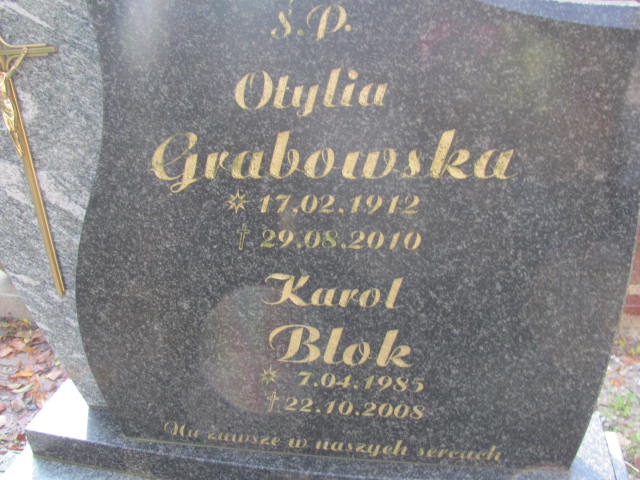 Ś.P.
Otylia
Grabowska
17.02.1912
29.08.2010
Karol
Blok
7.04.1985
22.10.2008
Na zawsze w naszych sercach